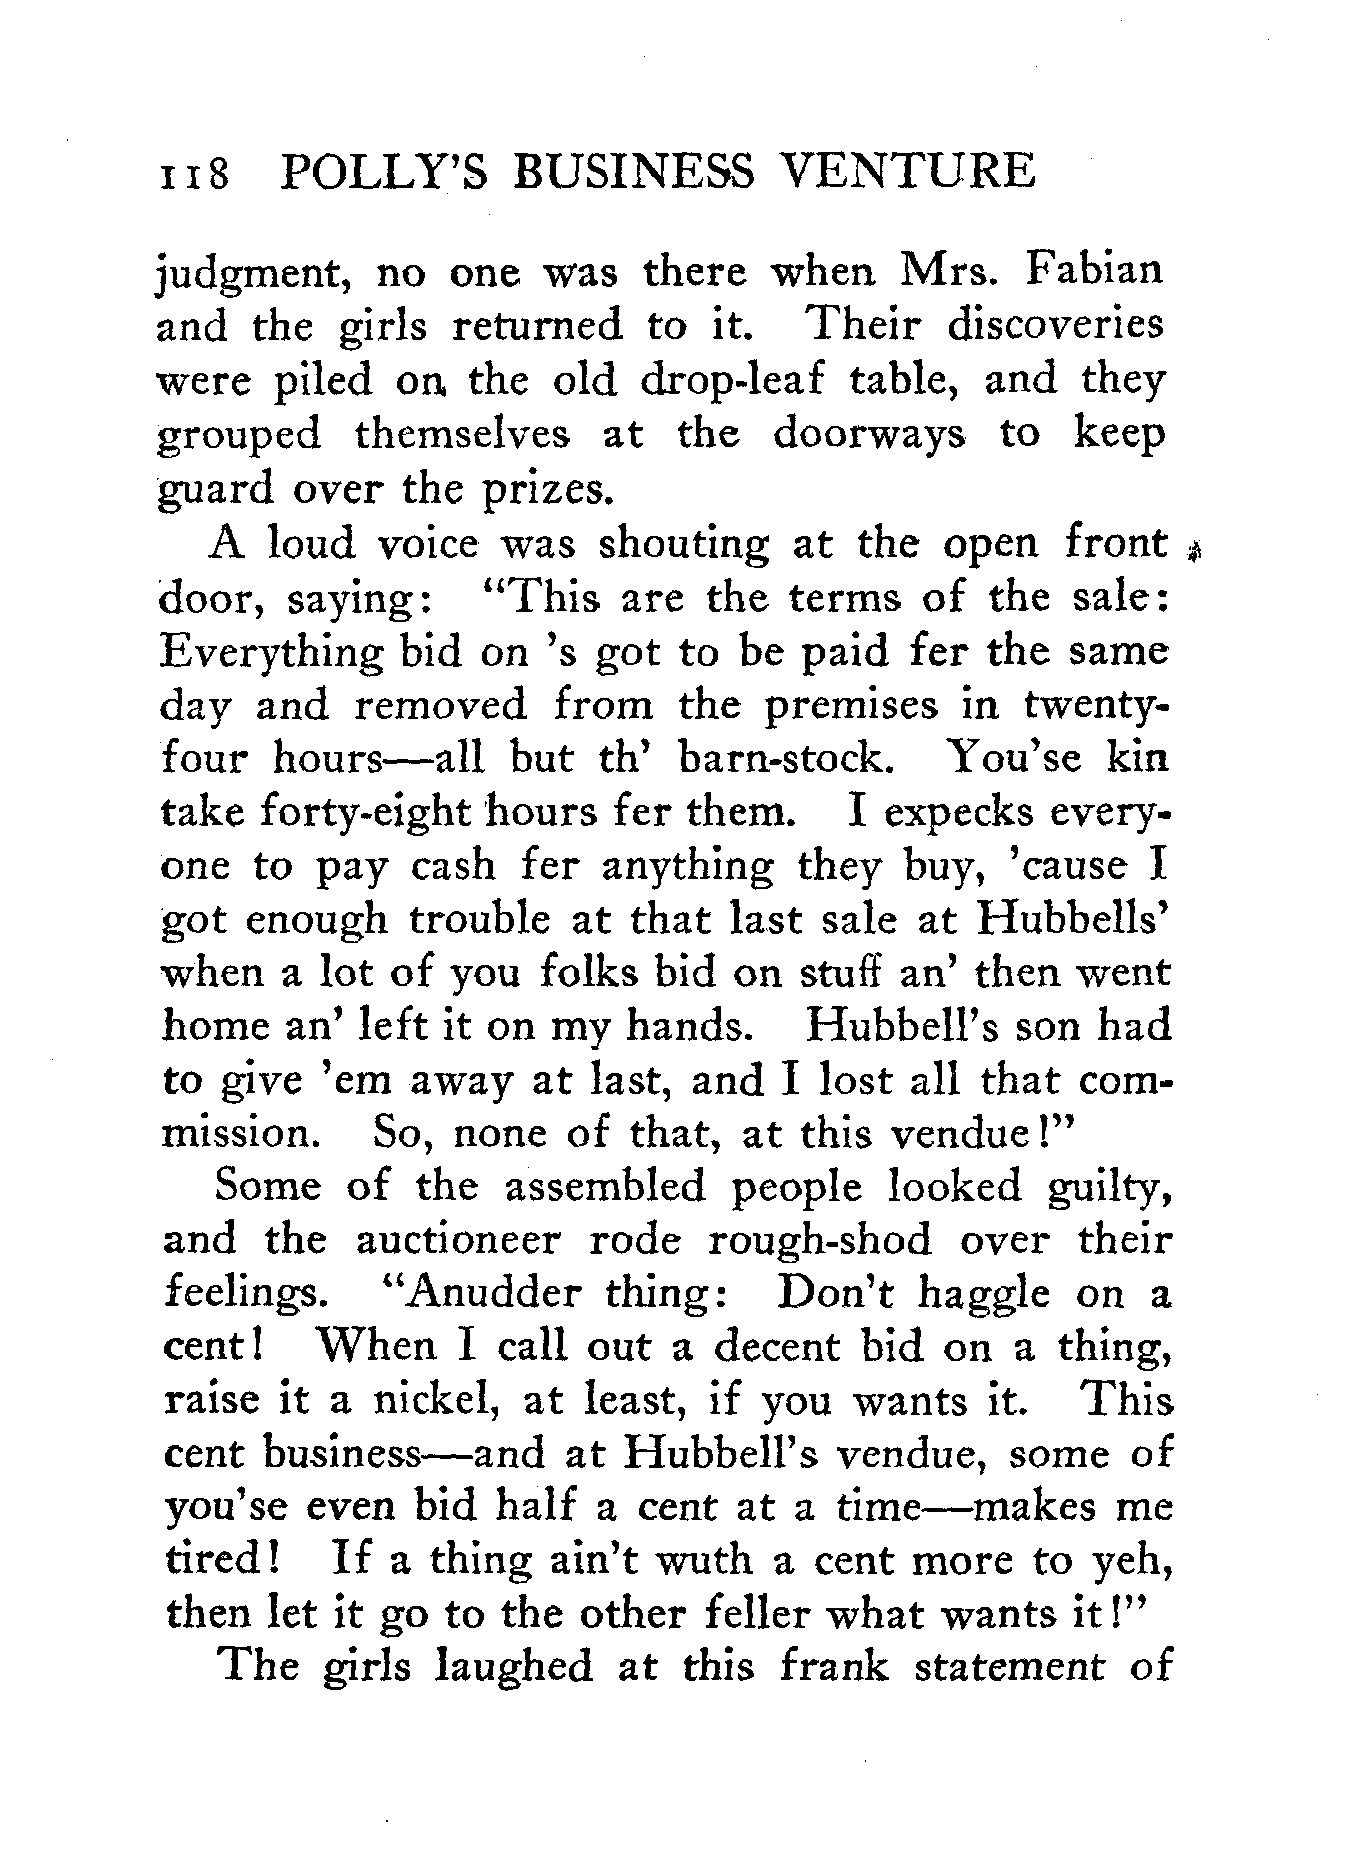 118 POLLY'S BUSINESS VENTURE
judgment, no one was there when Mrs. Fabian
and the girls returned to it. Their discoveries
were piled on the old drop-leaf table, and they
grouped themselves at the doorways to keep
guard over the prizes.
A loud voice was shouting at the open front
door, saying: “This are the terms of the sale:
Everything bid on ’s got to be paid fer the same
day and removed from the premises in twenty-
four hours—all but th’ barn-stock. You’se kin
take forty-eight hours fer them. I expecks every-
one to pay cash fer anything they buy, ’cause I
got enough trouble at that last sale at Hubbells’
when a lot of you folks bid on stuff an’ then went
home an’ left it on my hands. Hubbell’s son had
to give ’em away at last, and I lost all that com-
mission. So, none of that, at this vendue!”
Some of the assembled people looked guilty,
and the auctioneer rode rough-shod over their
feelings. “Anudder thing: Don’t haggle on a
cent! When I call out a decent bid on a thing,
raise it a nickel, at least, if you wants it. This
cent business—and at Hubbell’s vendue, some of
you’se even bid half a cent at a time—makes me
tired! If a thing ain’t wuth a cent more to yeh,
then let it go to the other feller what wants it!”
The girls laughed at this frank statement of